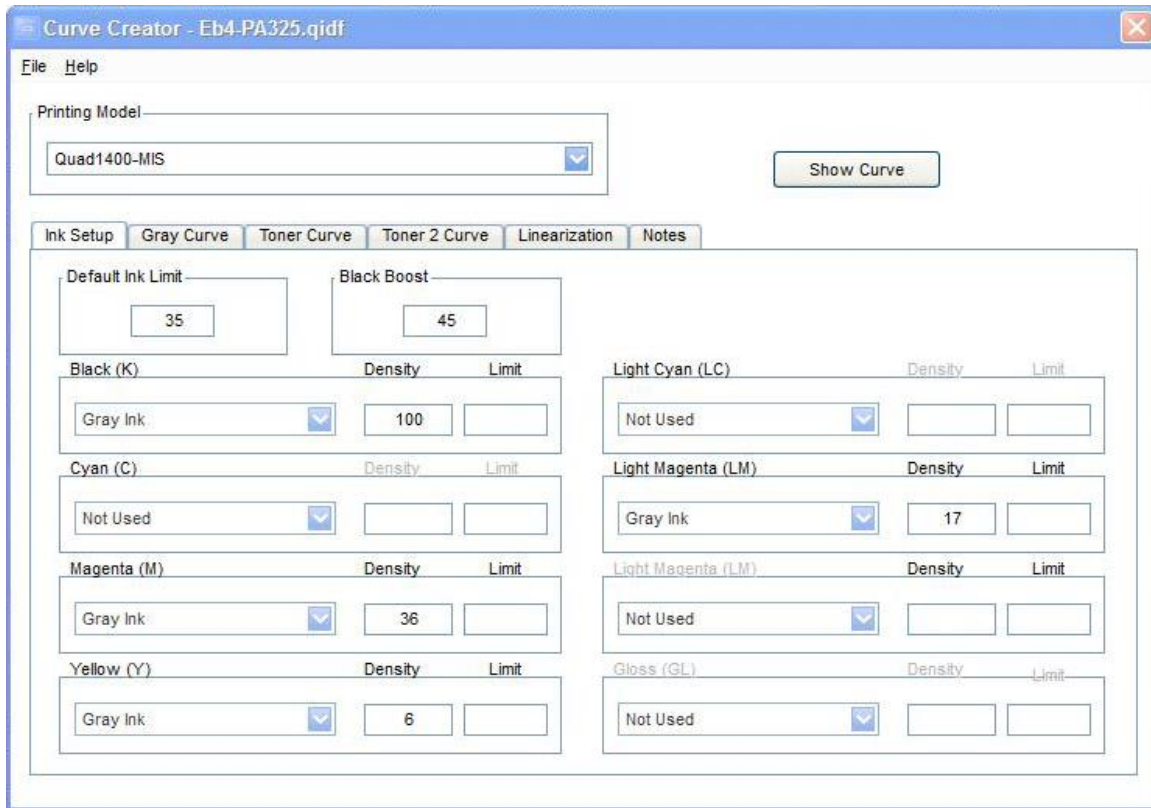 Curve Creator - Eb4-PA325.qidf
File Help
Printing Model
Quad1400-MIS
Show Curve
Ink Setup Gray Curve Toner Curve Toner 2 Curve Linearization Notes
Default Ink Limit Black Boost
35 45
Black (K) Density Limit Light Cyan (LC) Density Limit
Gray Ink 100 Not Used
Cyan (C) Density Limit Light Magenta (LM) Density Limit
Not Used Gray Ink 17
Magenta (M) Density Limit Light Magenta (LM) Density Limit
Gray Ink 36 Not Used
Yellow (Y) Density Limit Gloss (GL) Density Limit
Gray Ink 6 Not Used